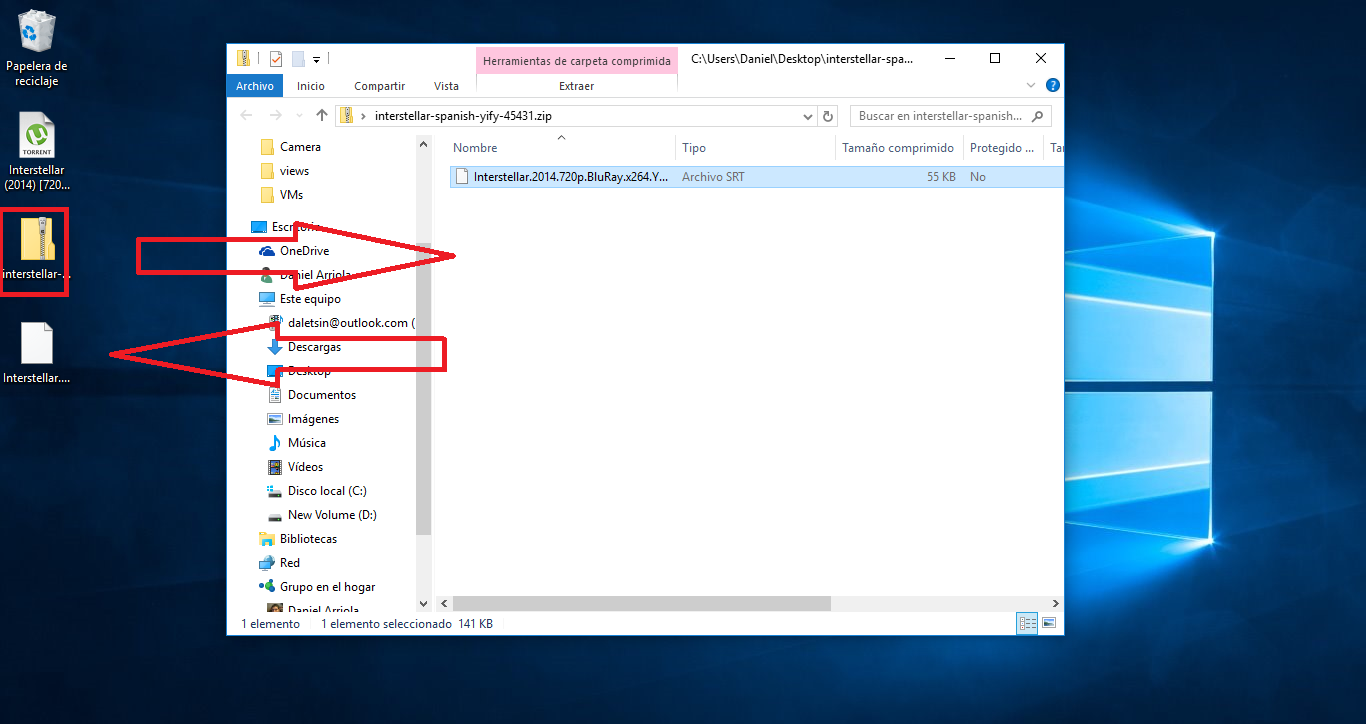 Papelera de
reciclaje
TORRENT
Interstellar
(2014) [720...
interstellar-...
Interstellar....
Herramientas de carpeta comprimida
C:\Users\Daniel\Desktop\interstellar-spa...
Archivo
Inicio
Compartir
Vista
Extraer
?
interstellar-spanish-yify-45431.zip
Buscar en interstellar-spanish...
Camera
views
VMs
Escritorio
OneDrive
Daniel Arriola
Este equipo
daletsin@outlook.com (
Descargas
Desktop
Documentos
Imágenes
Música
Vídeos
Disco local (C:)
New Volume (D:)
Bibliotecas
Red
Grupo en el hogar
Daniel Arriola
Nombre
Tipo
Tamaño comprimido
Protegido ...
Ta
Interstellar.2014.720p.BluRay.x264.Y...
Archivo SRT
55 KB
No
1 elemento
1 elemento seleccionado 141 KB